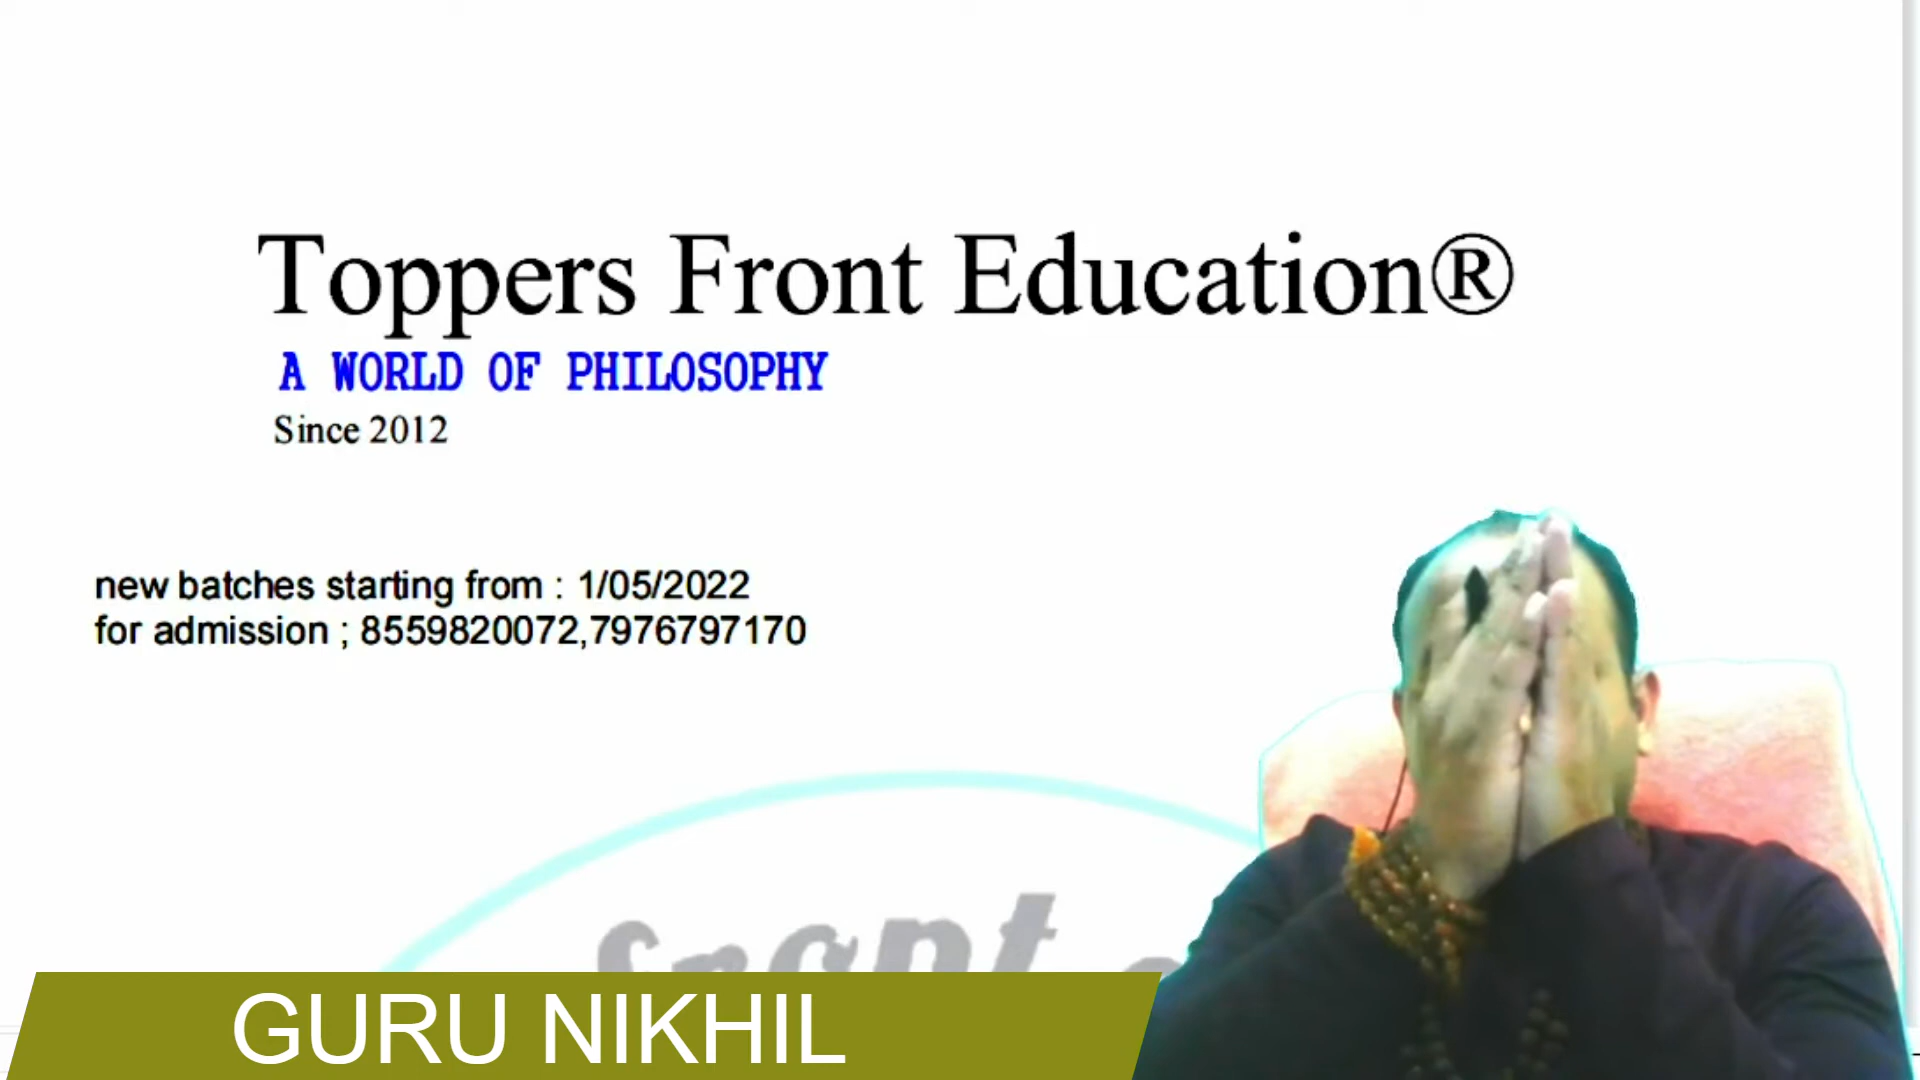 Toppers Front Education®
A WORLD OF PHILOSOPHY
Since 2012
new batches starting from : 1/05/2022
for admission ; 8559820072,7976797170
front
GURU NIKHIL